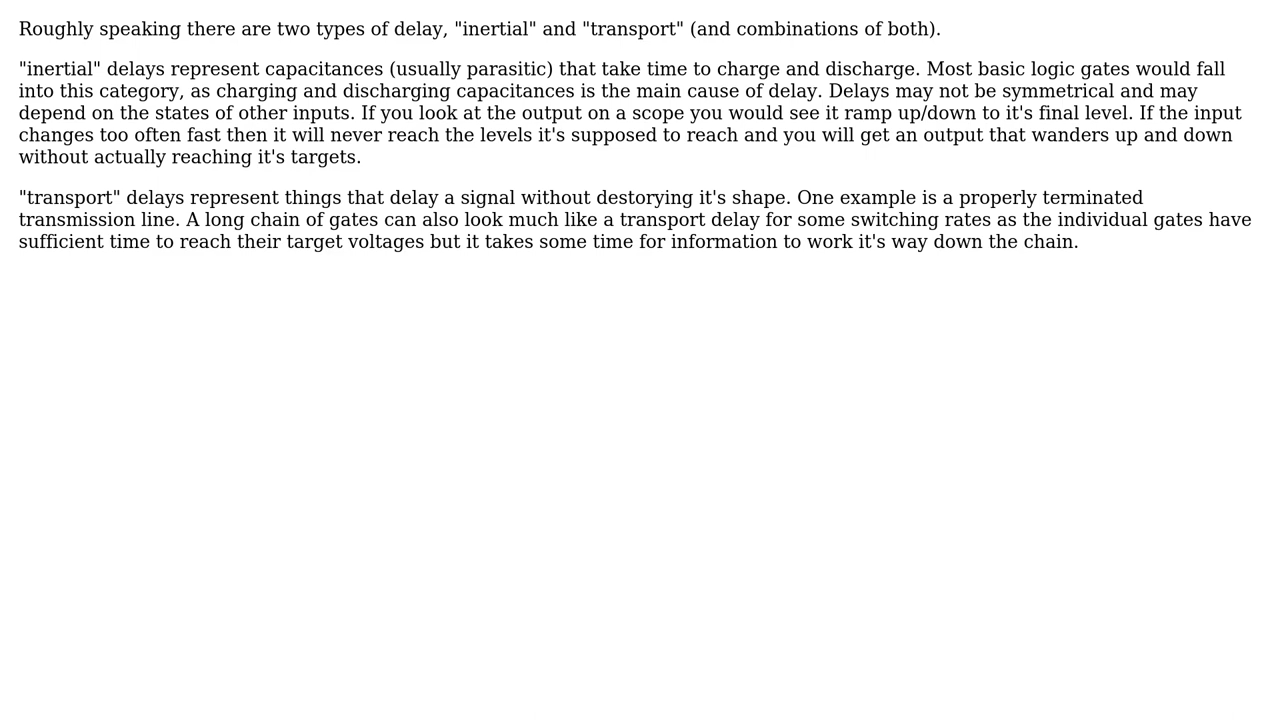 Roughly speaking there are two types of delay, "inertial" and "transport" (and combinations of both).
"inertial" delays represent capacitances (usually parasitic) that take time to charge and discharge. Most basic logic gates would fall
into this category, as charging and discharging capacitances is the main cause of delay. Delays may not be symmetrical and may
depend on the states of other inputs. If you look at the output on a scope you would see it ramp up/down to it's final level. If the input
changes too often fast then it will never reach the levels it's supposed to reach and you will get an output that wanders up and down
without actually reaching it's targets.
"transport" delays represent things that delay a signal without destorying it's shape. One example is a properly terminated
transmission line. A long chain of gates can also look much like a transport delay for some switching rates as the individual gates have
sufficient time to reach their target voltages but it takes some time for information to work it's way down the chain.